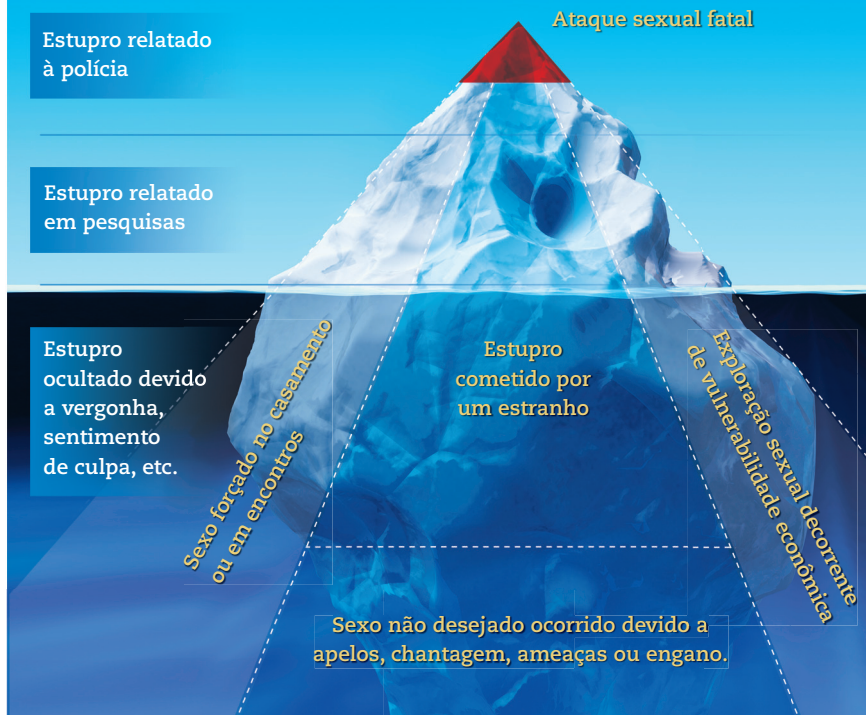 Ataque sexual fatal
Estupro relatado
à polícia
Estupro relatado
em pesquisas
Estupro
ocultado devido
a vergonha,
sentimento
de culpa, etc.
Sexo forçado no casamento
ou em encontros
Estupro
cometido por
um estranho
Exploração sexual decorrente
de vulnerabilidade econômica
Sexo não desejado ocorrido devido a
apelos, chantagem, ameaças ou engano.